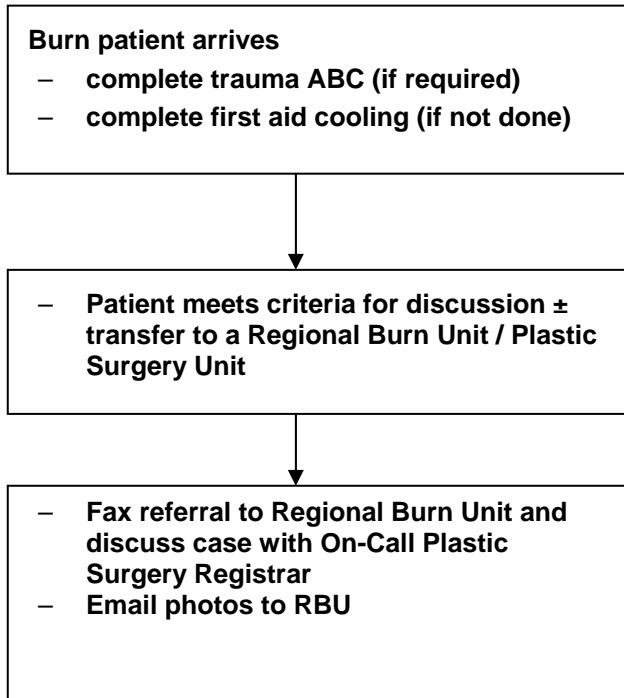 Burn patient arrives
– complete trauma ABC (if required)
– complete first aid cooling (if not done)
– Patient meets criteria for discussion ±
transfer to a Regional Burn Unit / Plastic
Surgery Unit
– Fax referral to Regional Burn Unit and
discuss case with On-Call Plastic
Surgery Registrar
– Email photos to RBU